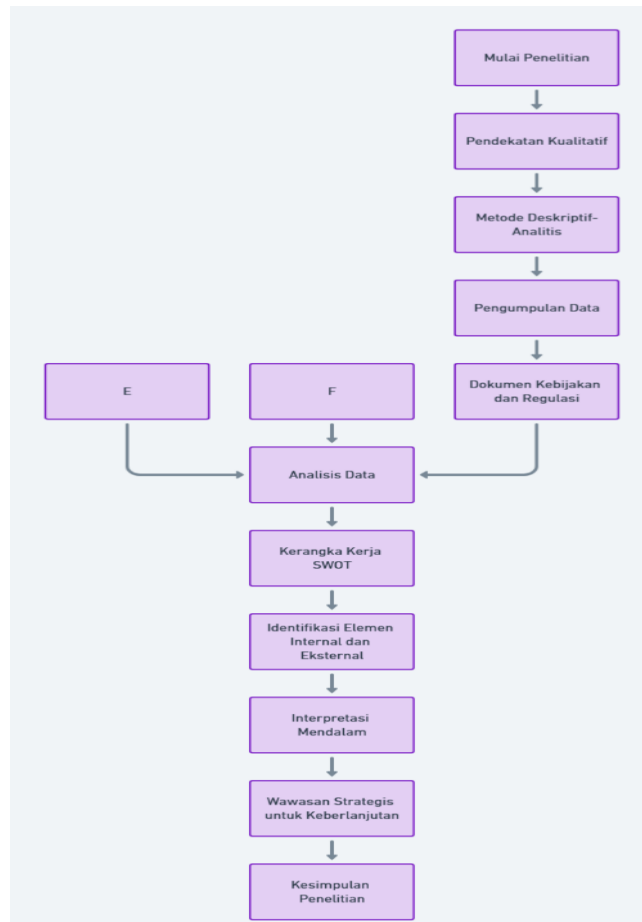 Mulai Penelitian
Pendekatan Kualitatif
Metode Deskriptif-
Analitis
Pengumpulan Data
E
F
Dokumen Kebijakan
dan Regulasi
Analisis Data
Kerangka Kerja
SWOT
Identifikasi Elemen
Internal dan
Eksternal
Interpretasi
Mendalam
Wawasan Strategis
untuk Keberlanjutan
Kesimpulan
Penelitian